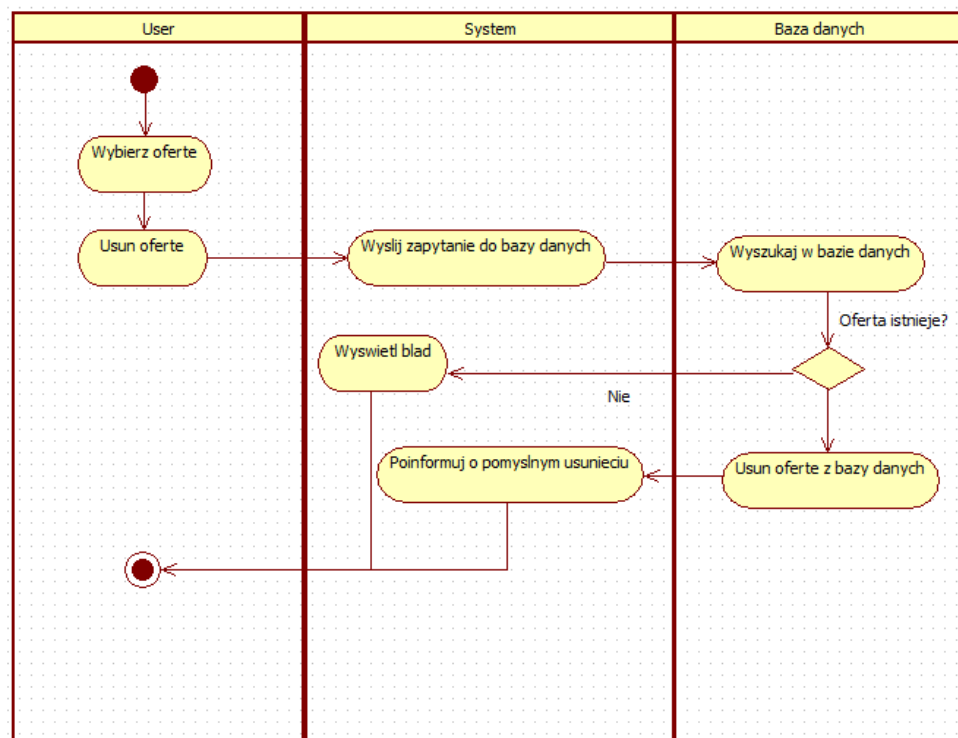 User
System
Baza danych
Wybierz oferte
Usun oferte
Wyslij zapytanie do bazy danych
Wyszukaj w bazie danych
Oferta istnieje?
Wyswietl blad
Nie
Poinformuj o pomyslnym usunieciu
Usun oferte z bazy danych